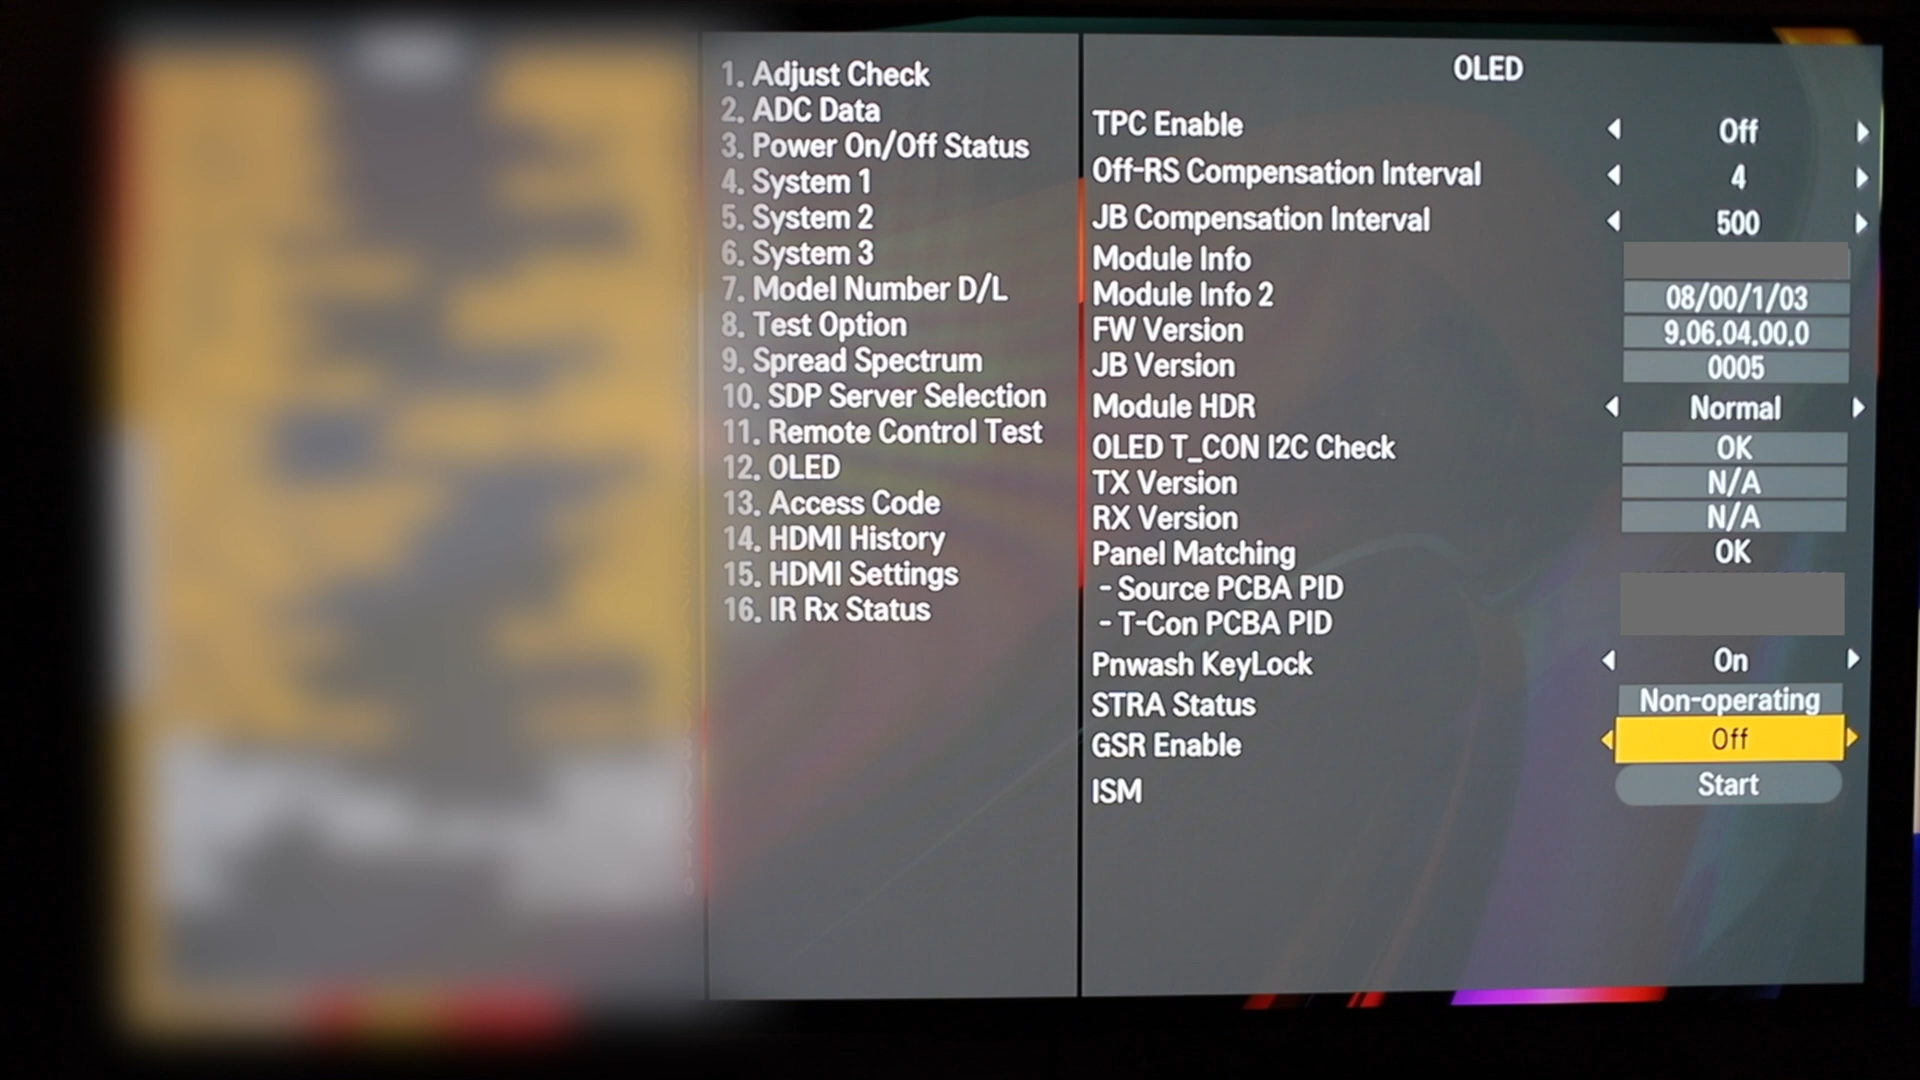 1. Adjust Check
2. ADC Data
3. Power On/Off Status
4. System 1
5. System 2
6. System 3
7. Model Number D/L
8. Test Option
9. Spread Spectrum
10. SDP Server Selection
11. Remote Control Test
12. OLED
13. Access Code
14. HDMI History
15. HDMI Settings
16. IR Rx Status
OLED
TPC Enable Off
Off-RS Compensation Interval 4
JB Compensation Interval 500
Module Info
Module Info 2 08/00/1/03
FW Version 9.06.04.00.0
JB Version 0005
Module HDR Normal
OLED T_CON I2C Check OK
TX Version N/A
RX Version N/A
Panel Matching OK
- Source PCBA PID
- T-Con PCBA PID
Pnwash KeyLock On
STRA Status Non-operating
GSR Enable Off
ISM Start